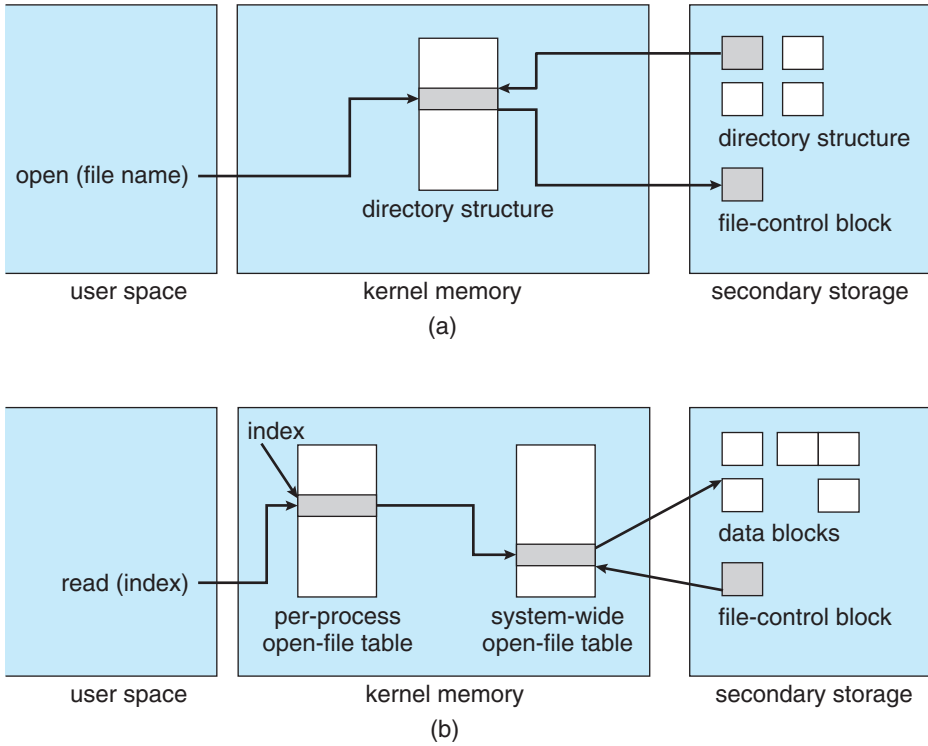 directory structure
open (file name)
directory structure
file-control block
user space
kernel memory
secondary storage
(a)
index
data blocks
read (index)
per-process
open-file table
system-wide
open-file table
file-control block
user space
kernel memory
secondary storage
(b)